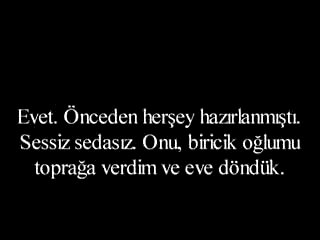 Evet. Önceden herşey hazırlanmıştı.
Sessiz sedasız. Onu, biricik oğlumu
toprağa verdim ve eve döndük.